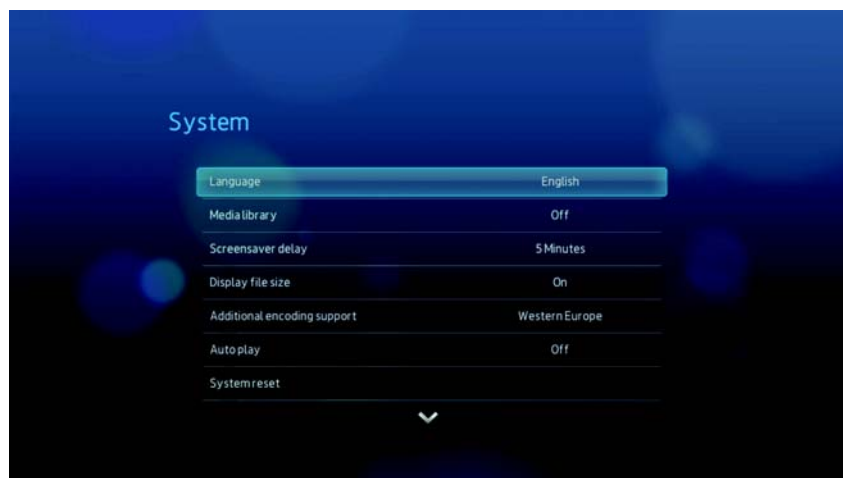 System
Language English
Media library Off
Screensaver delay 5 Minutes
Display file size On
Additional encoding support Western Europe
Auto play Off
System reset